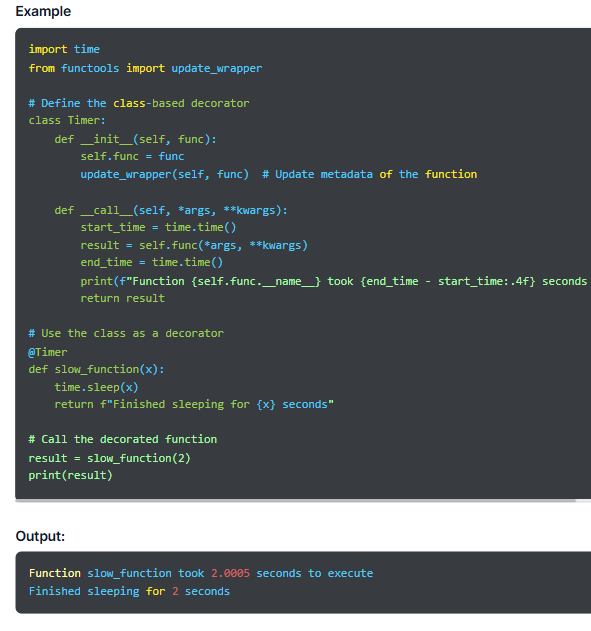 Example
import time
from functools import update_wrapper
# Define the class-based decorator
class Timer:
    def __init__(self, func):
        self.func = func
        update_wrapper(self, func)  # Update metadata of the function
    def __call__(self, *args, **kwargs):
        start_time = time.time()
        result = self.func(*args, **kwargs)
        end_time = time.time()
        print(f"Function {self.func.__name__} took {end_time - start_time:.4f} seconds
        return result
# Use the class as a decorator
@Timer
def slow_function(x):
    time.sleep(x)
    return f"Finished sleeping for {x} seconds"
# Call the decorated function
result = slow_function(2)
print(result)
Output:
Function slow_function took 2.0005 seconds to execute
Finished sleeping for 2 seconds